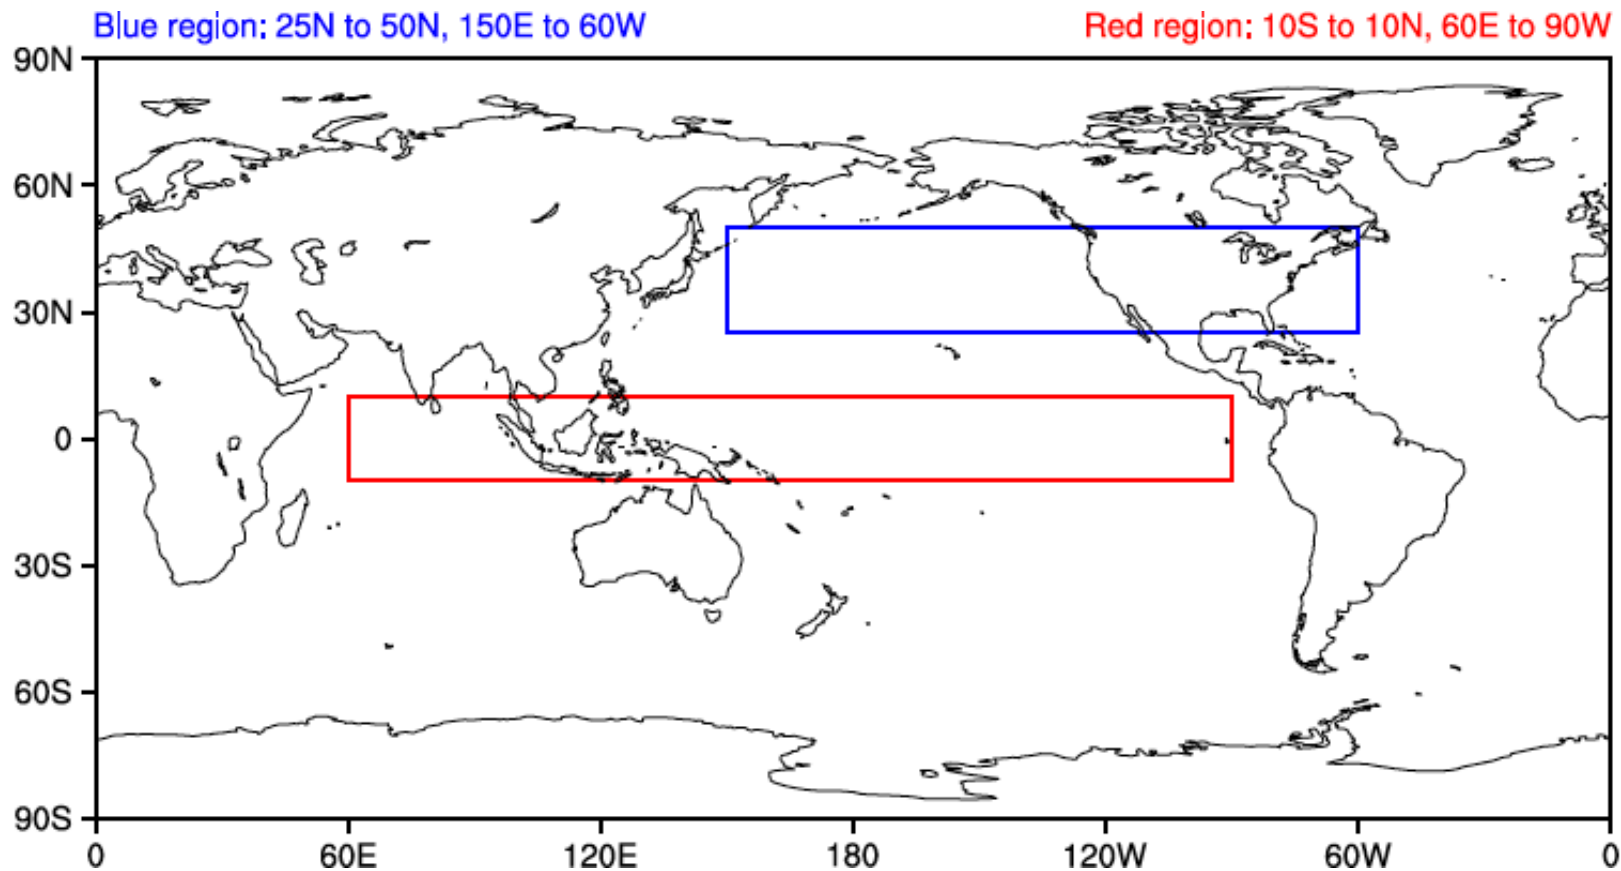 Blue region: 25N to 50N, 150E to 60W
Red region: 10S to 10N, 60E to 90W
90N
60N
30N
0
30S
60S
90S
0 60E 120E 180 120W 60W 0